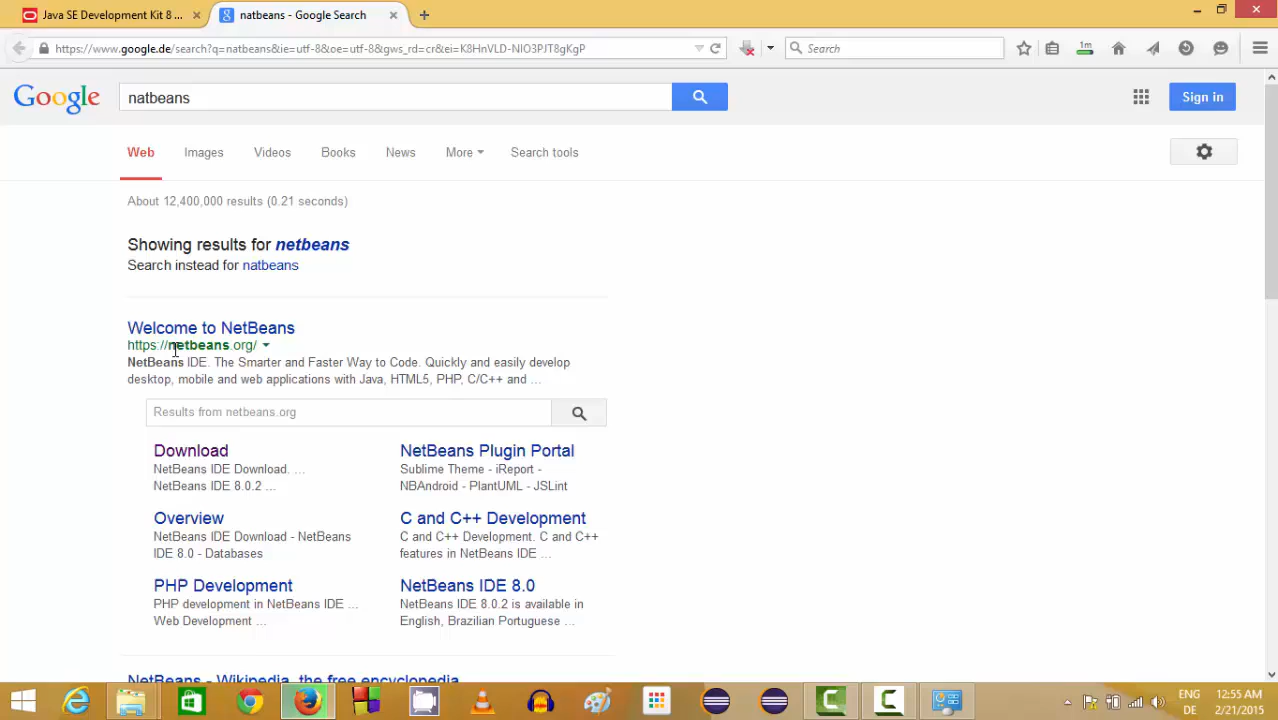 Java SE Development Kit 8 ...
natbeans - Google Search
https://www.google.de/search?q=natbeans&ie=utf-8&oe=utf-8&gws_rd=cr&ei=K8HnVLD-NIO3PJT8gKgP
Search
1m
Google
natbeans
Sign in
Web Images Videos Books News More Search tools
About 12,400,000 results (0.21 seconds)
Showing results for netbeans
Search instead for natbeans
Welcome to NetBeans
https://netbeans.org/
NetBeans IDE. The Smarter and Faster Way to Code. Quickly and easily develop
desktop, mobile and web applications with Java, HTML5, PHP, C/C++ and ...
Results from netbeans.org
Download
NetBeans IDE Download. ...
NetBeans IDE 8.0.2 ...
NetBeans Plugin Portal
Sublime Theme - iReport -
NBAndroid - PlantUML - JSLint
Overview
NetBeans IDE Download - NetBeans
IDE 8.0 - Databases
C and C++ Development
C and C++ Development. C and C++
features in NetBeans IDE ...
PHP Development
PHP development in NetBeans IDE ...
Web Development ...
NetBeans IDE 8.0
NetBeans IDE 8.0.2 is available in
English, Brazilian Portuguese ...
NetBeans - Wikipedia, the free encyclopedia
ENG
DE
12:55 AM
2/21/2015